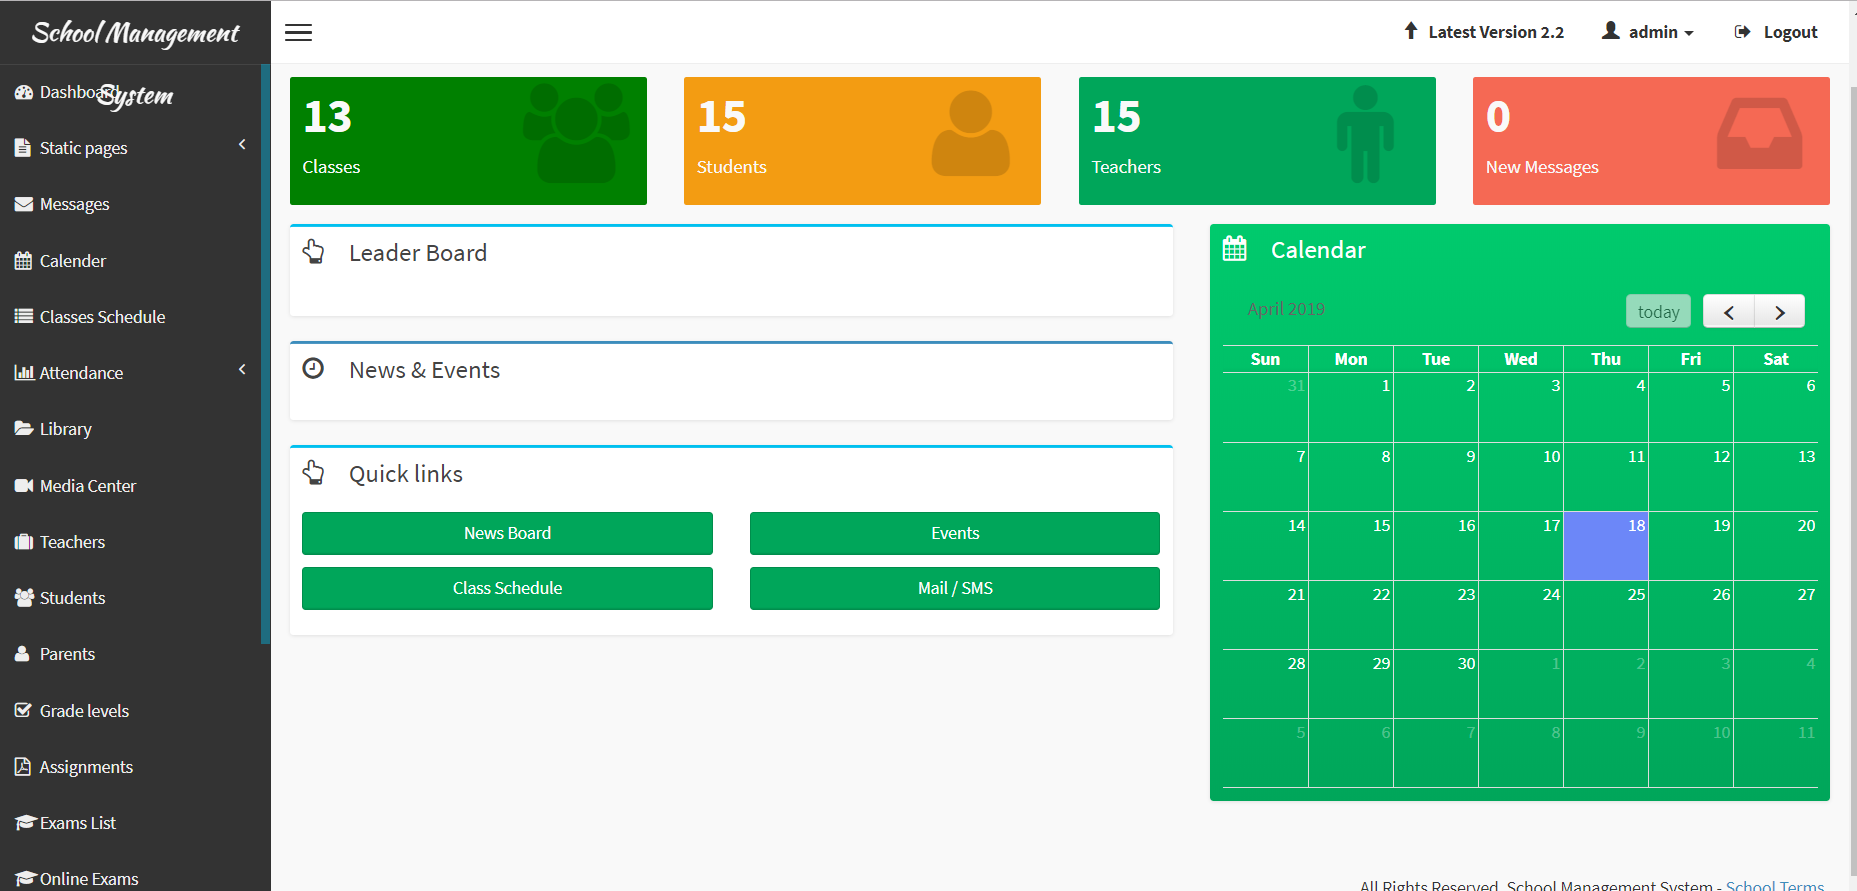 School Management
System
Dashboard
Static pages
Messages
Calender
Classes Schedule
Attendance
Library
Media Center
Teachers
Students
Parents
Grade levels
Assignments
Exams List
Online Exams
Latest Version 2.2
admin
Logout
13
Classes
15
Students
15
Teachers
0
New Messages
Leader Board
News & Events
Quick links
News Board
Events
Class Schedule
Mail / SMS
Calendar
April 2019
today
Sun Mon Tue Wed Thu Fri Sat
31 1 2 3 4 5 6
7 8 9 10 11 12 13
14 15 16 17 18 19 20
21 22 23 24 25 26 27
28 29 30 1 2 3 4
5 6 7 8 9 10 11
All Rights Reserved, School Management System - School Terms